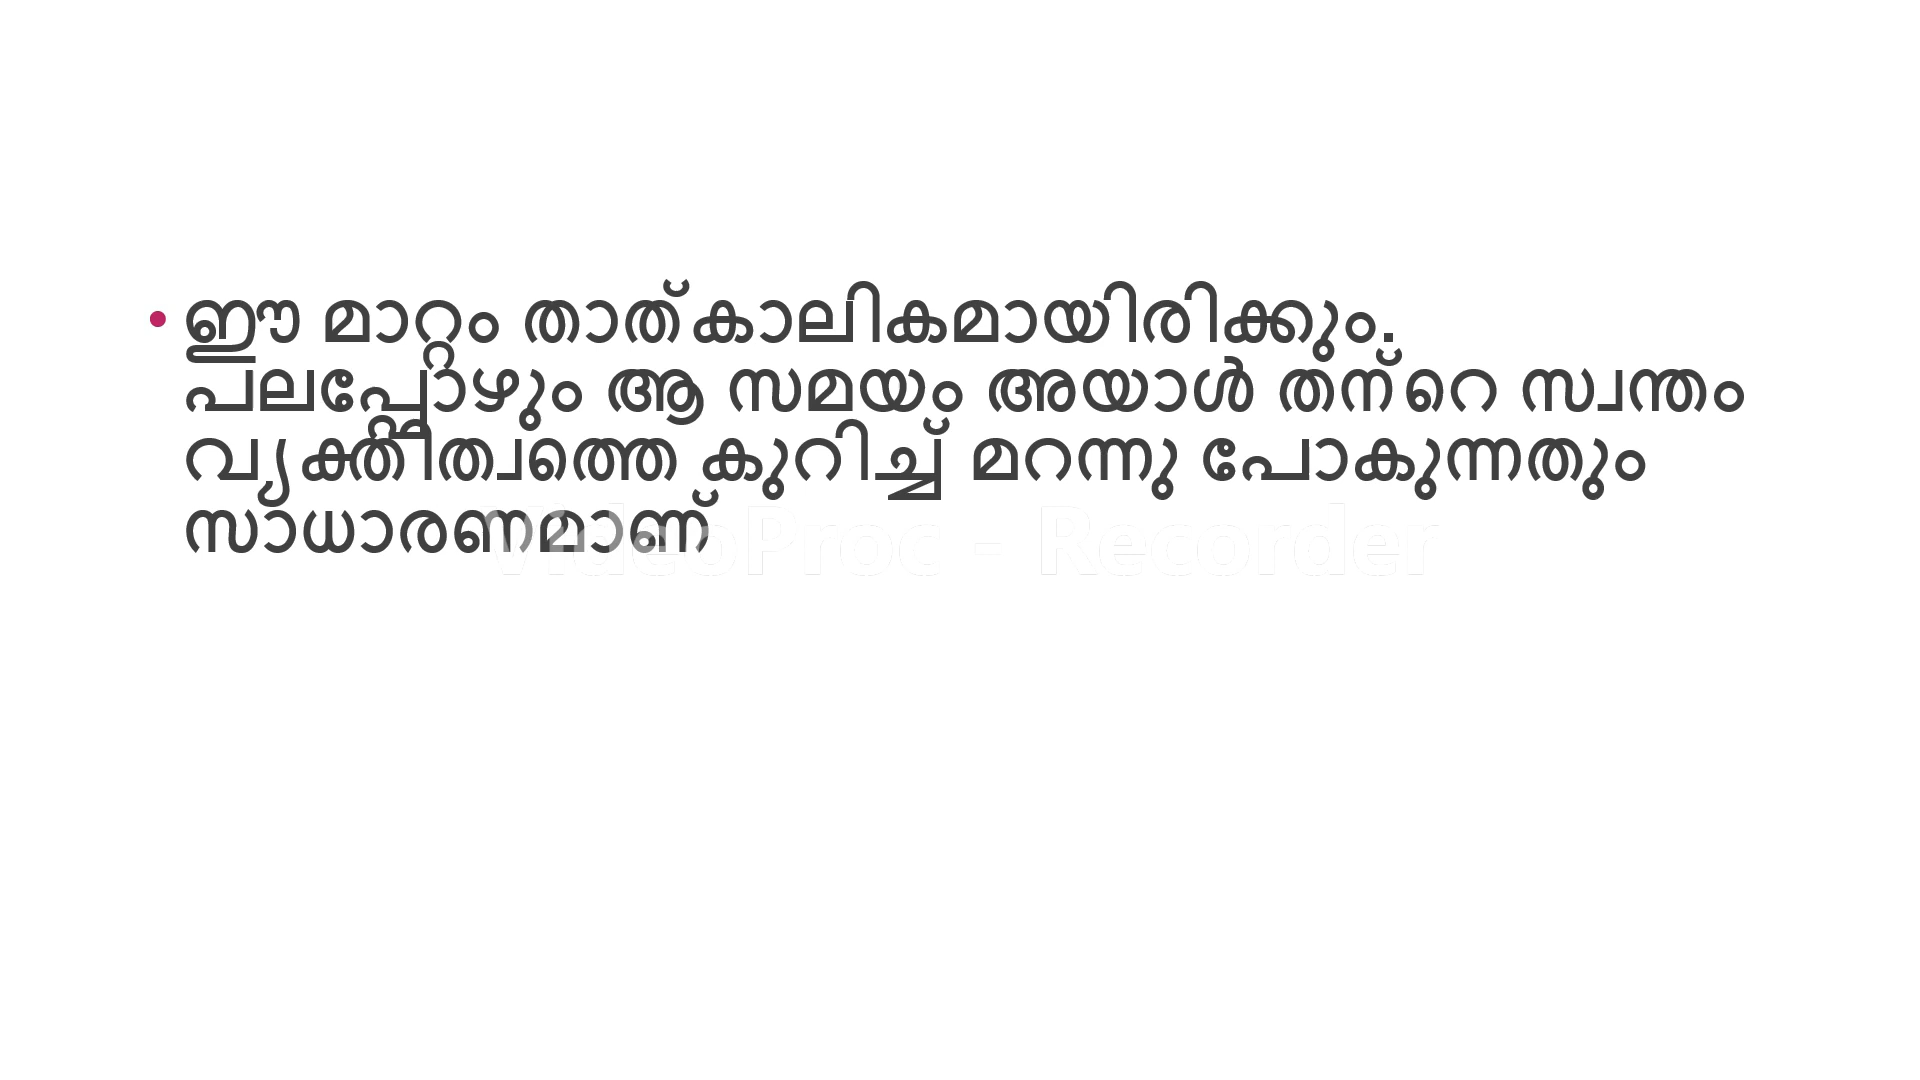 • ഈ മാറ്റം താത്കാലികമായിരിക്കും.
പലപ്പോഴും ആ സമയം അയാൾ തന്റെ സ്വന്തം
വ്യക്തിത്വത്തെ കുറിച്ച് മറന്നു പോകുന്നതും
സാധാരണമാണ്
VideoProc - Recorder